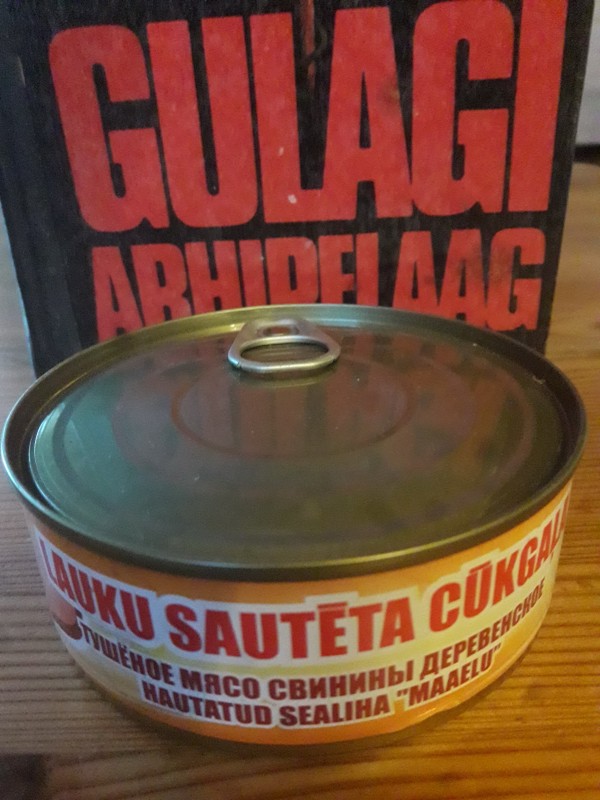 GULAGI
ARHIPELAAG
LAUKU SAUTĒTA CŪKGAĻA
ТУШЁНОЕ МЯСО СВИНИНЫ ДЕРЕВЕНСКОЕ
HAUTATUD SEALIHA "MAAELU"